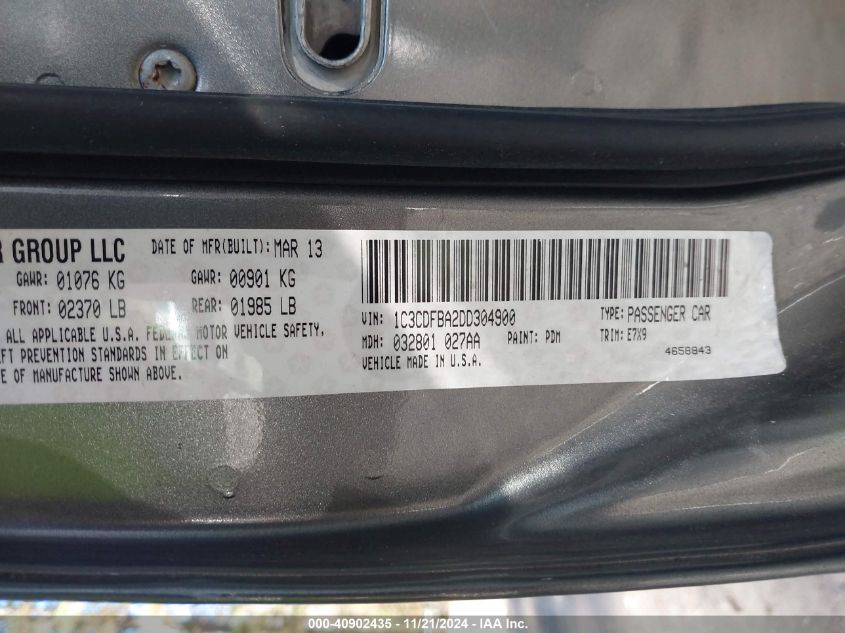 R GROUP LLC DATE OF MFR(BUILT): MAR 13
GAWR: 01076 KG GAWR: 00901 KG
FRONT: 02370 LB REAR: 01985 LB
ALL APPLICABLE U.S.A. FEDERAL MOTOR VEHICLE SAFETY,
EFT PREVENTION STANDARDS IN EFFECT ON
E OF MANUFACTURE SHOWN ABOVE.
VIN: 1C3CDFBA2DD304900 TYPE: PASSENGER CAR
MDH: 032801 027AA PAINT: PDM TRIM: E7X9
VEHICLE MADE IN U.S.A. 4658843
000-40902435 - 11/21/2024 - IAA Inc.